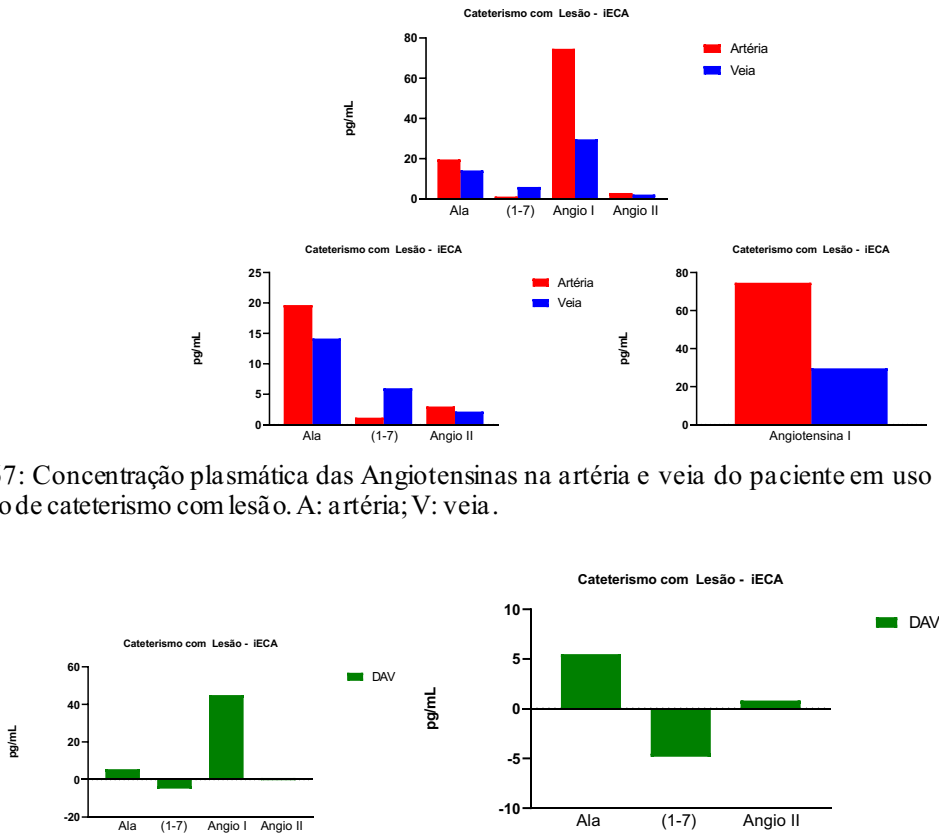 Cateterismo com Lesão - iECA
80
60
40
20
0
pg/mL
Ala (1-7) Angio I Angio II
Artéria
Veia
Cateterismo com Lesão - iECA
25
20
15
10
5
0
pg/mL
Ala (1-7) Angio II
Artéria
Veia
Cateterismo com Lesão - iECA
80
60
40
20
0
pg/mL
Angiotensina I
7: Concentração plasmática das Angiotensinas na artéria e veia do paciente em uso
o de cateterismo com lesão. A: artéria; V: veia.
Cateterismo com Lesão - iECA
60
40
20
0
-20
pg/mL
Ala (1-7) Angio I Angio II
DAV
Cateterismo com Lesão - iECA
10
5
0
-5
-10
pg/mL
Ala (1-7) Angio II
DAV